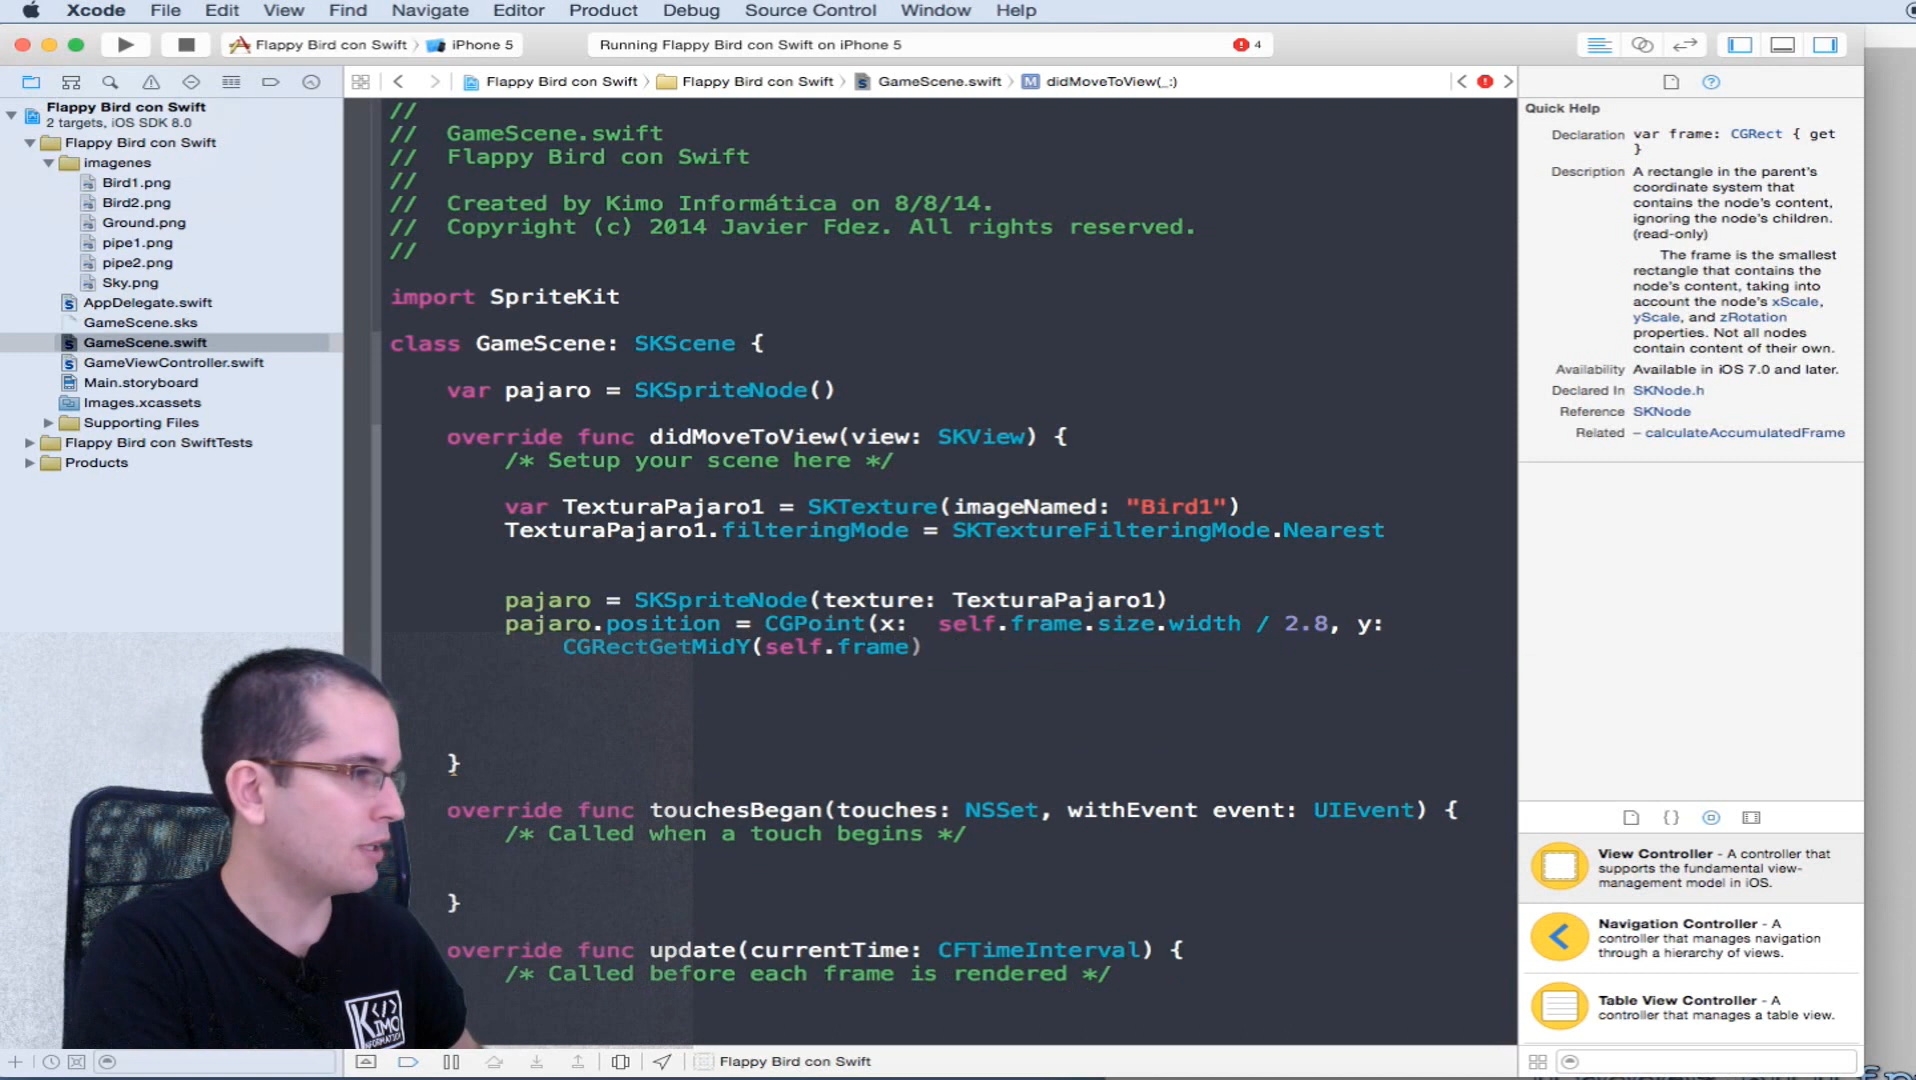 Xcode File Edit View Find Navigate Editor Product Debug Source Control Window Help
Flappy Bird con Swift iPhone 5
Running Flappy Bird con Swift on iPhone 5
4
Flappy Bird con Swift Flappy Bird con Swift GameScene.swift M didMoveToView(_:)
Flappy Bird con Swift
2 targets, iOS SDK 8.0
Flappy Bird con Swift
imagenes
Bird1.png
Bird2.png
Ground.png
pipe1.png
pipe2.png
Sky.png
AppDelegate.swift
GameScene.sks
GameScene.swift
GameViewController.swift
Main.storyboard
Images.xcassets
Supporting Files
Flappy Bird con SwiftTests
Products
//
// GameScene.swift
// Flappy Bird con Swift
//
// Created by Kimo Informática on 8/8/14.
// Copyright (c) 2014 Javier Fdez. All rights reserved.
//
import SpriteKit
class GameScene: SKScene {
var pajaro = SKSpriteNode()
override func didMoveToView(view: SKView) {
/* Setup your scene here */
var TexturaPajaro1 = SKTexture(imageNamed: "Bird1")
TexturaPajaro1.filteringMode = SKTextureFilteringMode.Nearest
pajaro = SKSpriteNode(texture: TexturaPajaro1)
pajaro.position = CGPoint(x:  self.frame.size.width / 2.8, y:
CGRectGetMidY(self.frame)
}
override func touchesBegan(touches: NSSet, withEvent event: UIEvent) {
/* Called when a touch begins */
}
override func update(currentTime: CFTimeInterval) {
/* Called before each frame is rendered */
Flappy Bird con Swift
Quick Help
Declaration var frame: CGRect { get
}
Description A rectangle in the parent's
coordinate system that
contains the node's content,
ignoring the node's children.
(read-only)
The frame is the smallest
rectangle that contains the
node's content, taking into
account the node's xScale,
yScale, and zRotation
properties. Not all nodes
contain content of their own.
Availability Available in iOS 7.0 and later.
Declared In SKNode.h
Reference SKNode
Related – calculateAccumulatedFrame
View Controller - A controller that
supports the fundamental view-
management model in iOS.
Navigation Controller - A
controller that manages navigation
through a hierarchy of views.
Table View Controller - A
controller that manages a table view.
K</>
KIMO